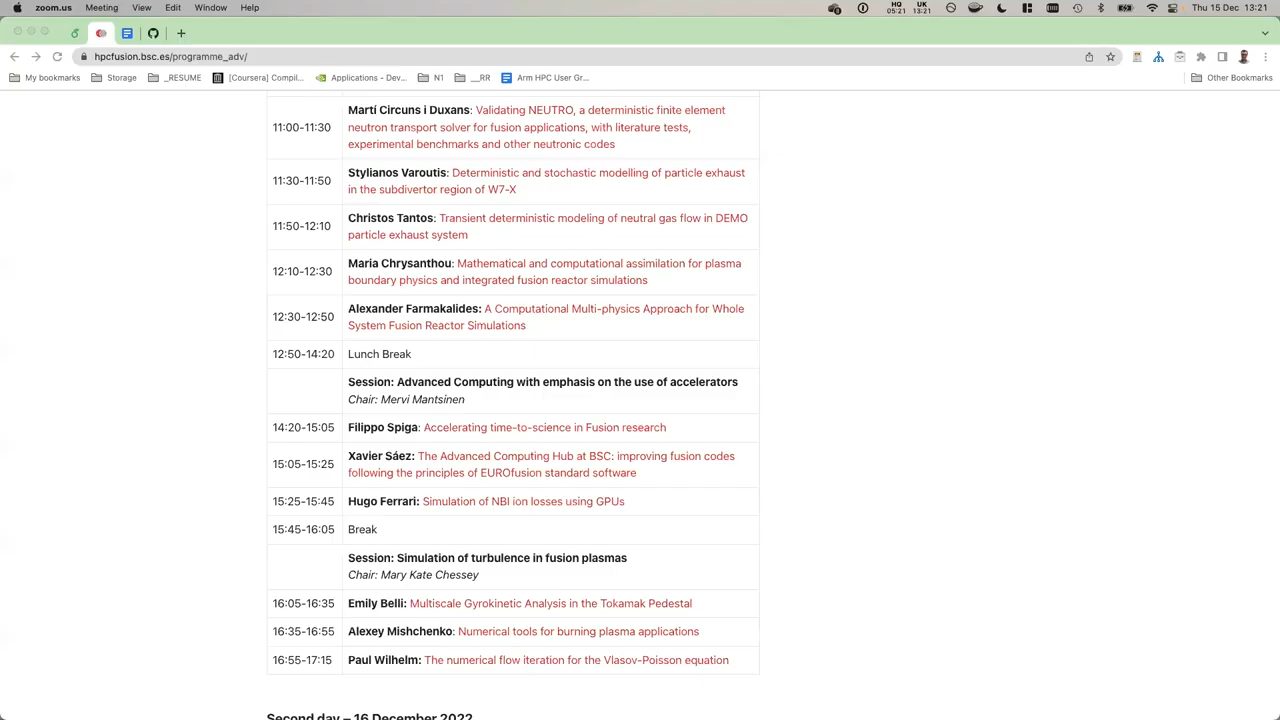 zoom.us Meeting View Edit Window Help HQ 05:21 UK 13:21 Thu 15 Dec 13:21
hpcfusion.bsc.es/programme_adv/
My bookmarks Storage _RESUME [Coursera] Compil... Applications - Dev... N1 __RR Arm HPC User Gr... Other Bookmarks
11:00-11:30 Martí Circuns i Duxans: Validating NEUTRO, a deterministic finite element
neutron transport solver for fusion applications, with literature tests,
experimental benchmarks and other neutronic codes
11:30-11:50 Stylianos Varoutis: Deterministic and stochastic modelling of particle exhaust
in the subdivertor region of W7-X
11:50-12:10 Christos Tantos: Transient deterministic modeling of neutral gas flow in DEMO
particle exhaust system
12:10-12:30 Maria Chrysanthou: Mathematical and computational assimilation for plasma
boundary physics and integrated fusion reactor simulations
12:30-12:50 Alexander Farmakalides: A Computational Multi-physics Approach for Whole
System Fusion Reactor Simulations
12:50-14:20 Lunch Break
Session: Advanced Computing with emphasis on the use of accelerators
Chair: Mervi Mantsinen
14:20-15:05 Filippo Spiga: Accelerating time-to-science in Fusion research
15:05-15:25 Xavier Sáez: The Advanced Computing Hub at BSC: improving fusion codes
following the principles of EUROfusion standard software
15:25-15:45 Hugo Ferrari: Simulation of NBI ion losses using GPUs
15:45-16:05 Break
Session: Simulation of turbulence in fusion plasmas
Chair: Mary Kate Chessey
16:05-16:35 Emily Belli: Multiscale Gyrokinetic Analysis in the Tokamak Pedestal
16:35-16:55 Alexey Mishchenko: Numerical tools for burning plasma applications
16:55-17:15 Paul Wilhelm: The numerical flow iteration for the Vlasov-Poisson equation
Second day – 16 December 2022